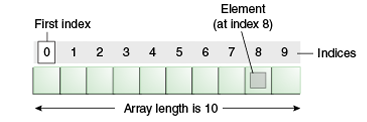 Element
First index
(at index 8)
0 1 2 3 4 5 6 7 8 9 Indices
Array length is 10